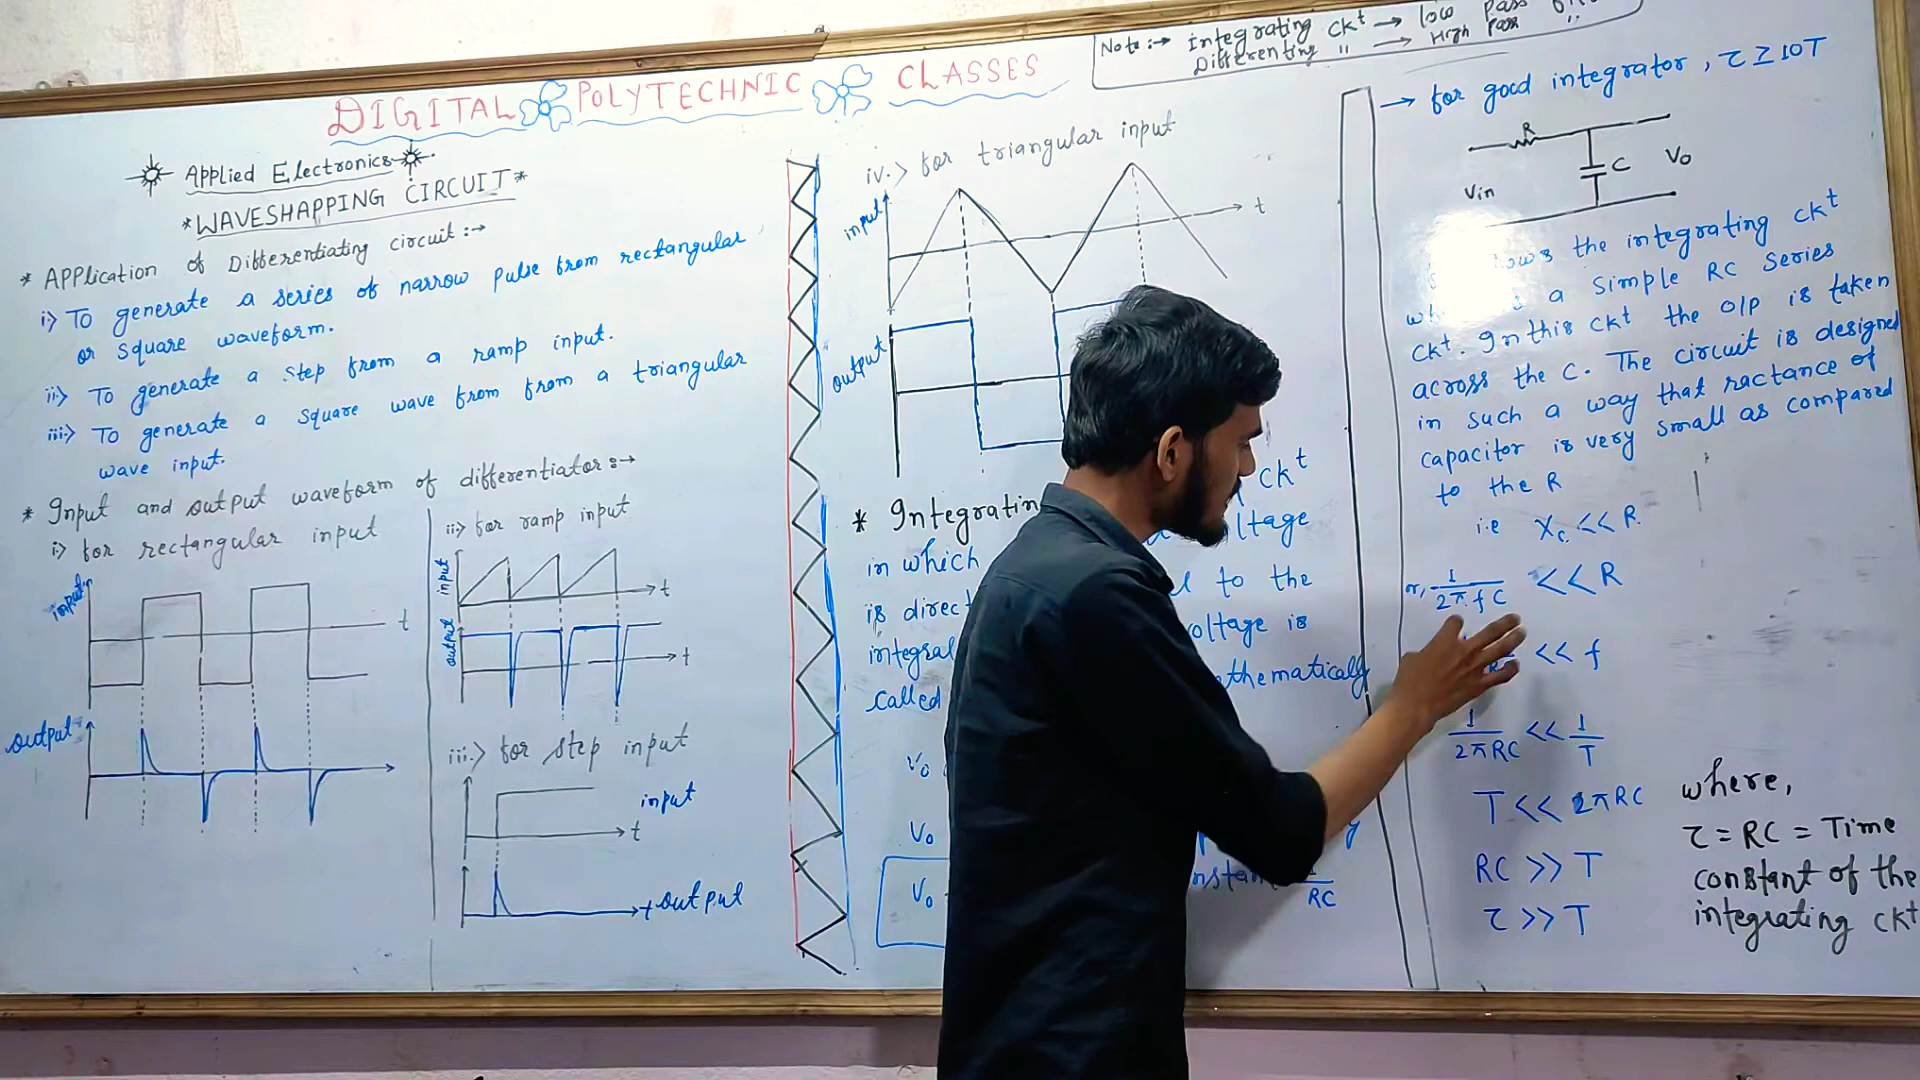 Note:→ Integrating ckt → low pass
Differenting " → High pass "
DIGITAL POLYTECHNIC CLASSES
Applied Electronics
*WAVESHAPPING CIRCUIT*
* APPlication of Differentiating circuit:→
i) To generate a series of narrow pulse from rectangular
or square waveform.
ii) To generate a step from a ramp input.
iii) To generate a square wave from from a triangular
wave input.
* Input and output waveform of differentiator:→
i) for rectangular input
input
t
output
ii) for ramp input
input
t
output
t
iii.) for step input
input
t
t output
iv.) for triangular input
input
t
output
* Integratin ckt
in which ltage
is direct to the
integral oltage is
called thematically
Vo
Vo
Vo
RC
→ for good integrator, τ ≥ 10T
R
C
Vin
Vo
the integrating ckt
a simple RC series
ckt. In this ckt the o/p is taken
across the C. The circuit is designed
in such a way that ractance of
capacitor is very small as compared
to the R
i.e Xc << R
or, 1/2πfC << R
<< f
1/2πRC << 1/T
T << 2πRC
RC >> T
τ >> T
where,
τ = RC = Time
constant of the
integrating ckt